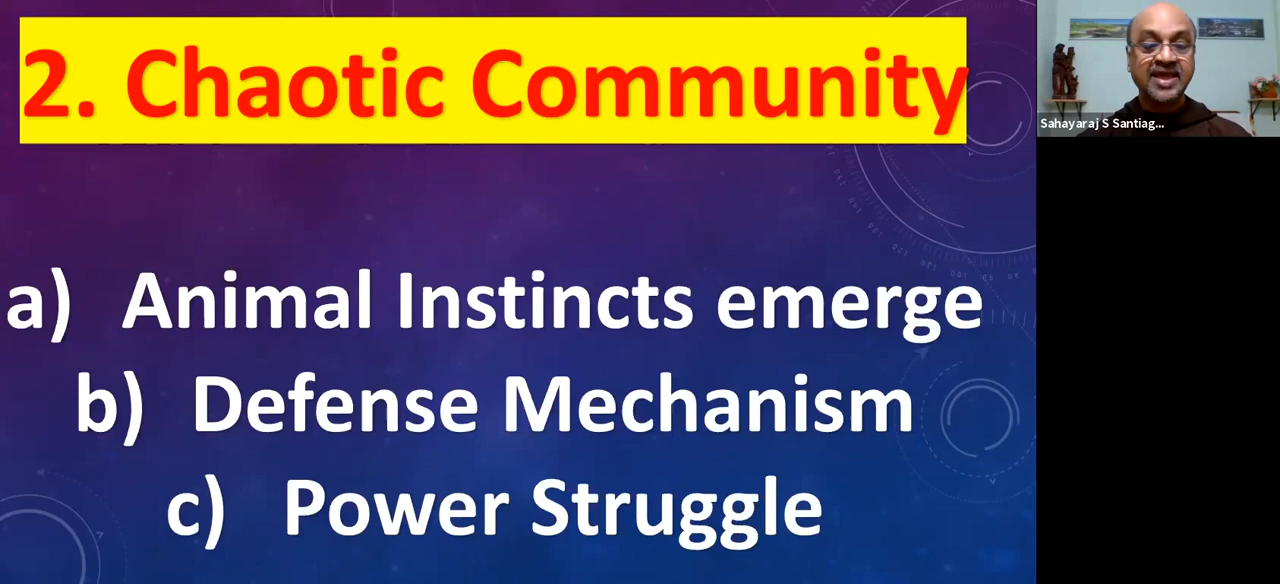 2. Chaotic Community
Sahayaraj S Santiag...
a) Animal Instincts emerge
b) Defense Mechanism
c) Power Struggle